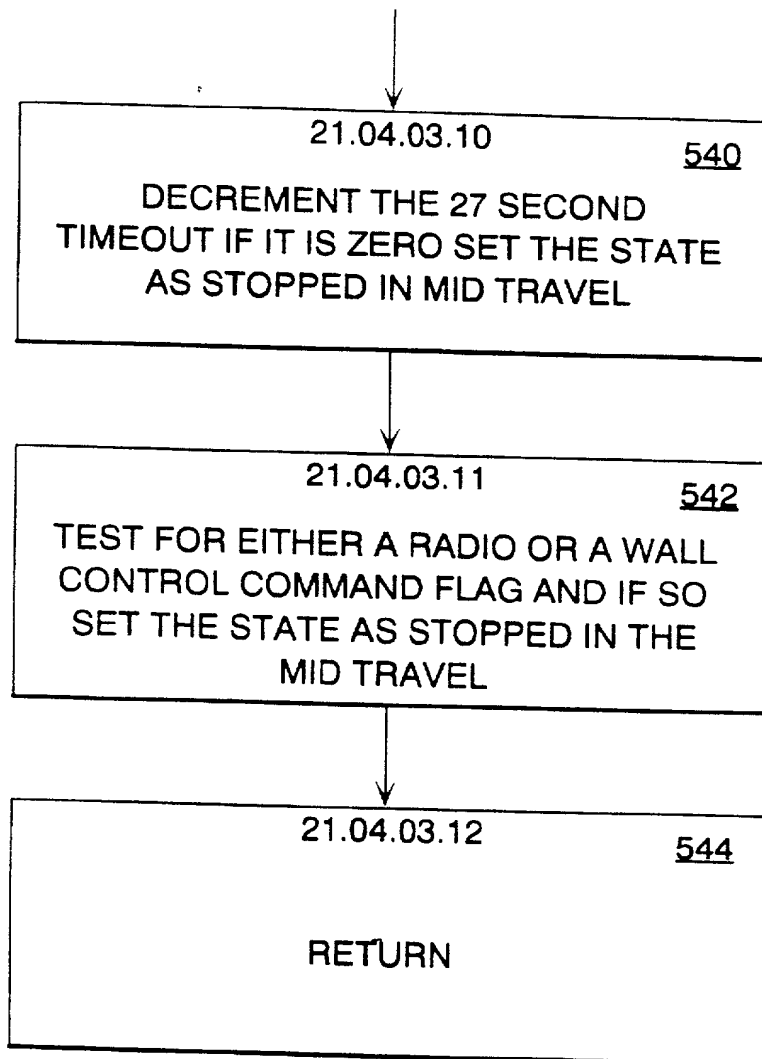 21.04.03.10
540
DECREMENT THE 27 SECOND
TIMEOUT IF IT IS ZERO SET THE STATE
AS STOPPED IN MID TRAVEL
21.04.03.11
542
TEST FOR EITHER A RADIO OR A WALL
CONTROL COMMAND FLAG AND IF SO
SET THE STATE AS STOPPED IN THE
MID TRAVEL
21.04.03.12
544
RETURN